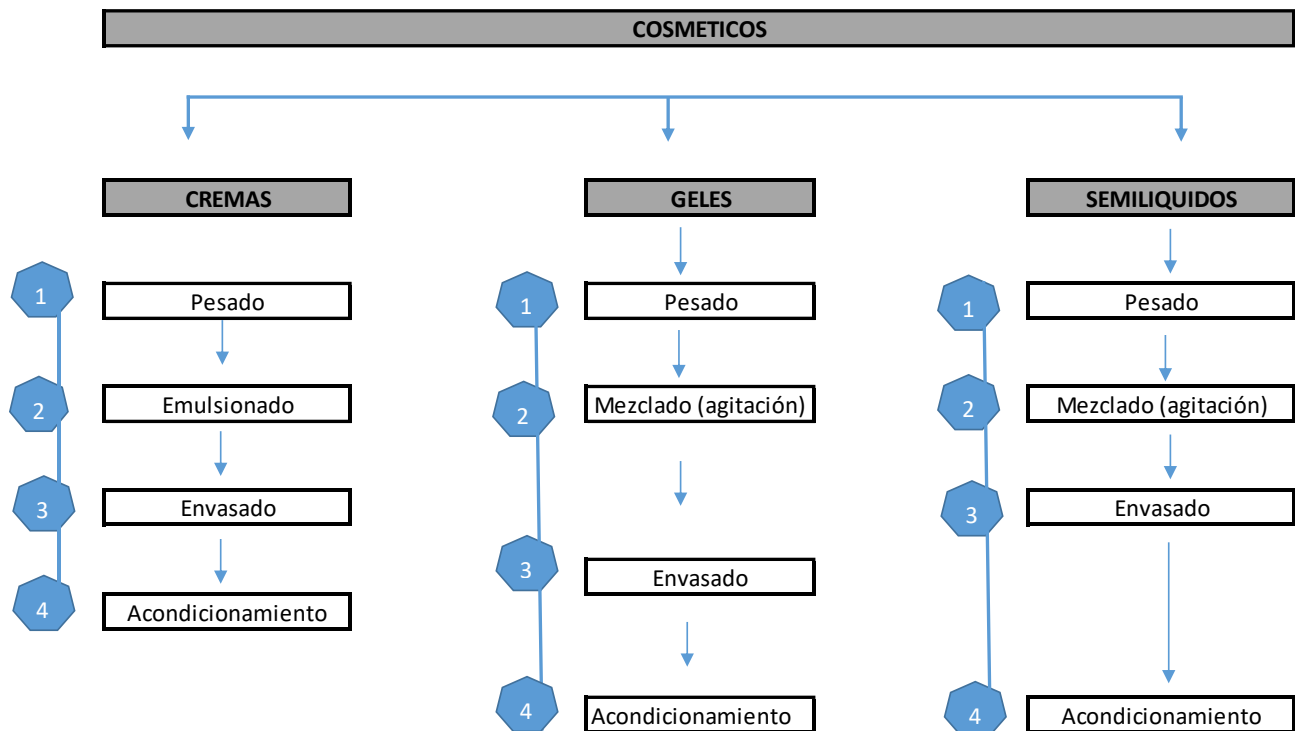 COSMETICOS
CREMAS
GELES
SEMILIQUIDOS
1
Pesado
1
Pesado
1
Pesado
2
Emulsionado
2
Mezclado (agitación)
2
Mezclado (agitación)
3
Envasado
3
Envasado
3
Envasado
4
Acondicionamiento
4
Acondicionamiento
4
Acondicionamiento